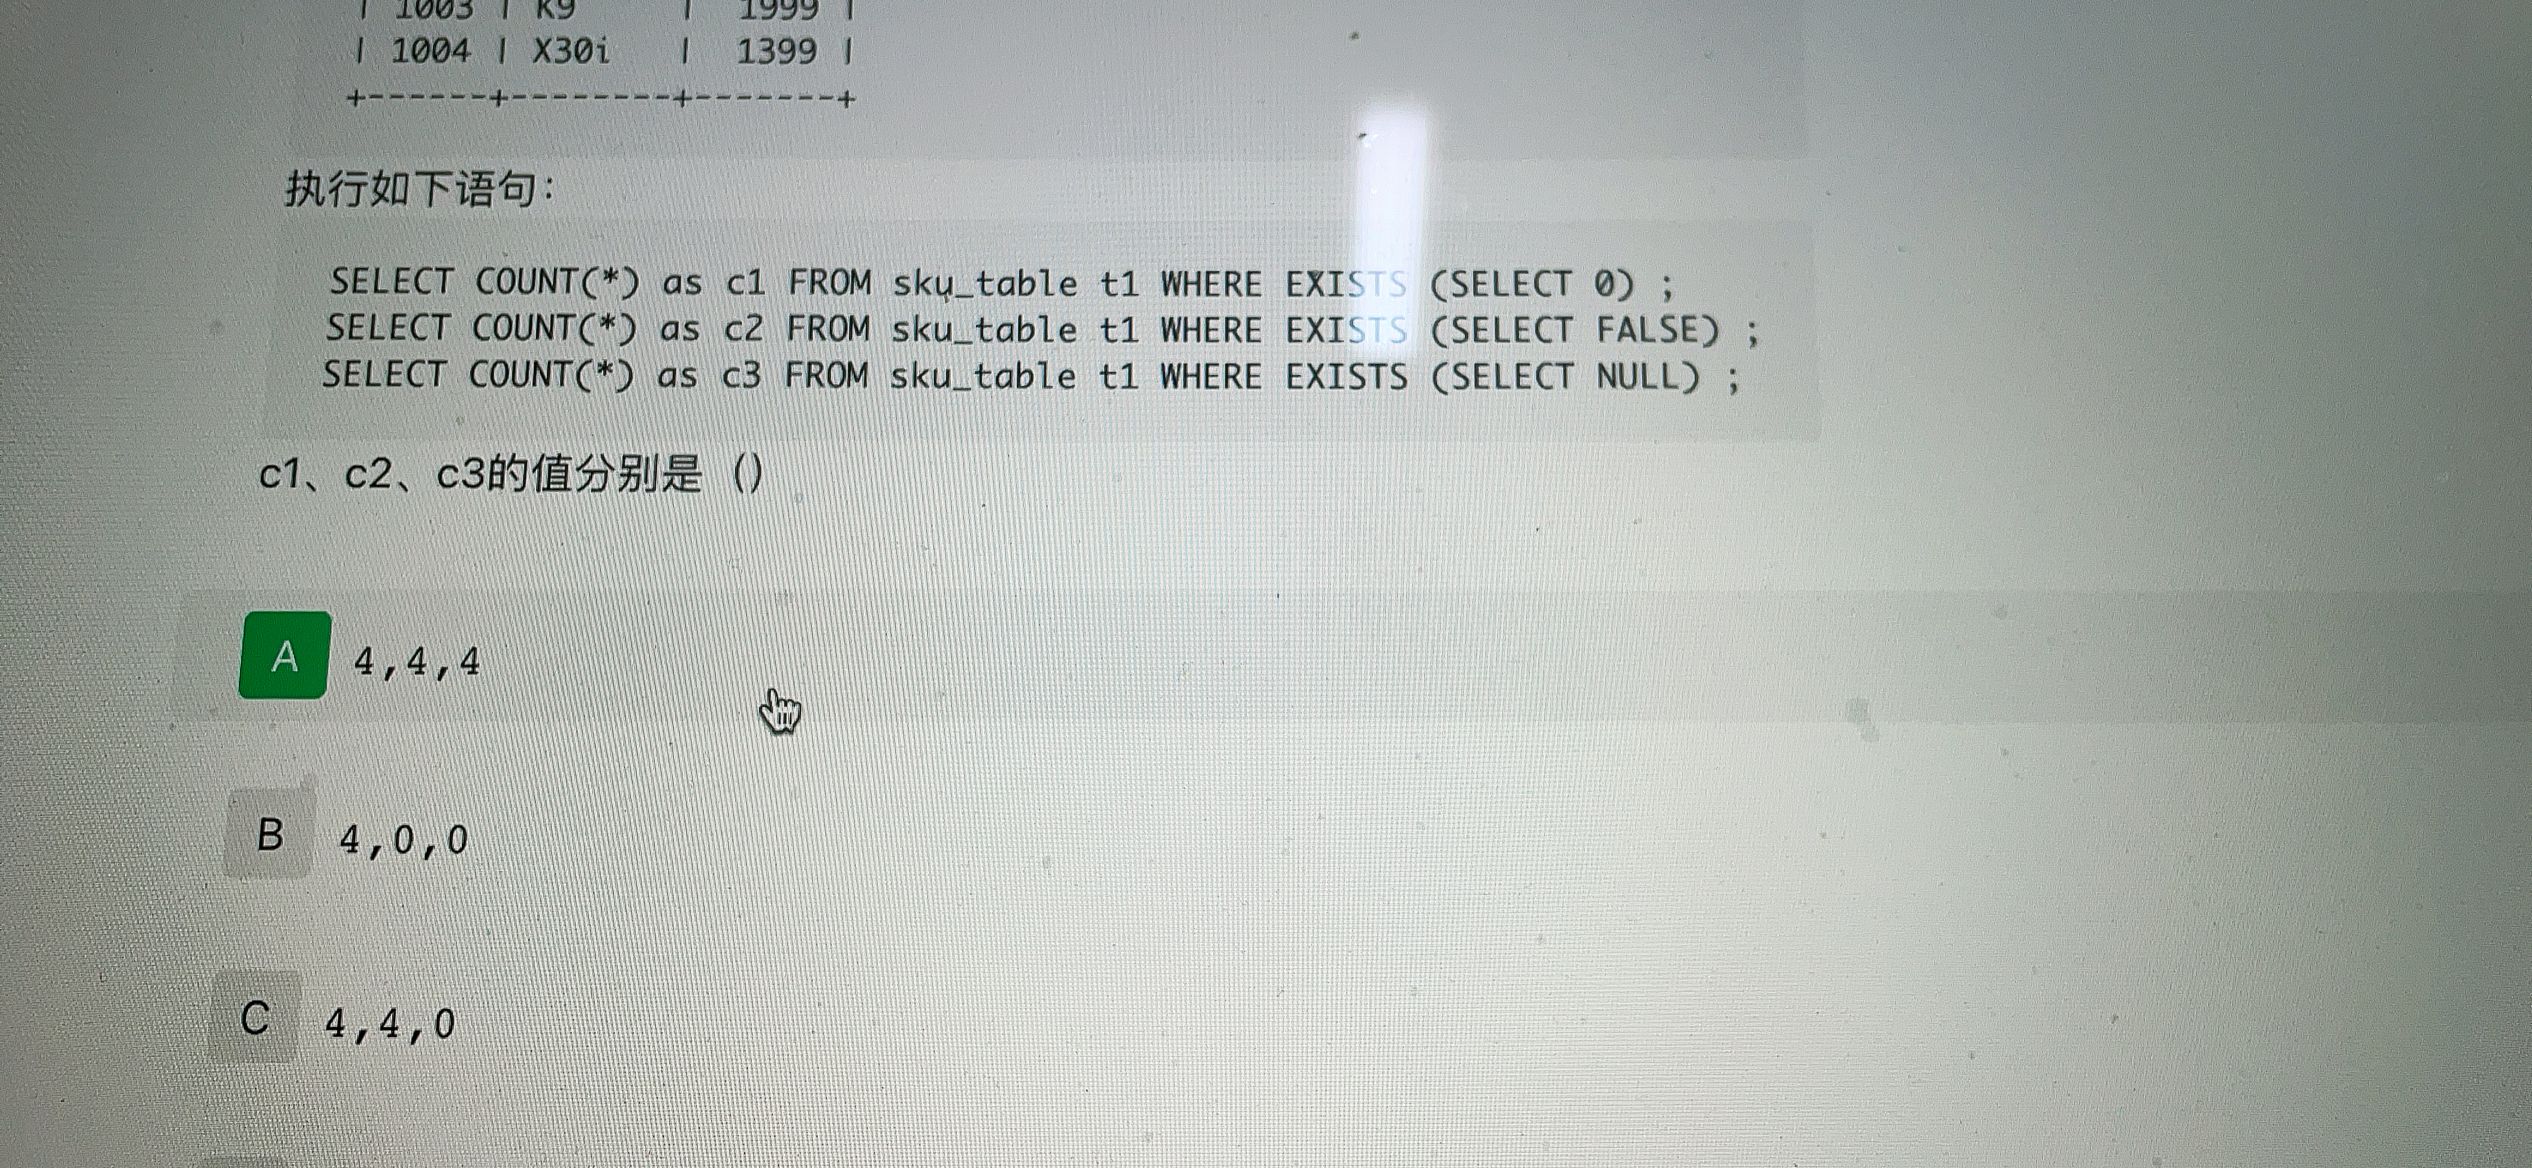 | 1003 | K9 | 1999 |
| 1004 | X30i | 1399 |
+------+--------+-------+
执行如下语句:
SELECT COUNT(*) as c1 FROM sku_table t1 WHERE EXISTS (SELECT 0) ;
SELECT COUNT(*) as c2 FROM sku_table t1 WHERE EXISTS (SELECT FALSE) ;
SELECT COUNT(*) as c3 FROM sku_table t1 WHERE EXISTS (SELECT NULL) ;
c1、c2、c3的值分别是 ()
A 4,4,4
B 4,0,0
C 4,4,0